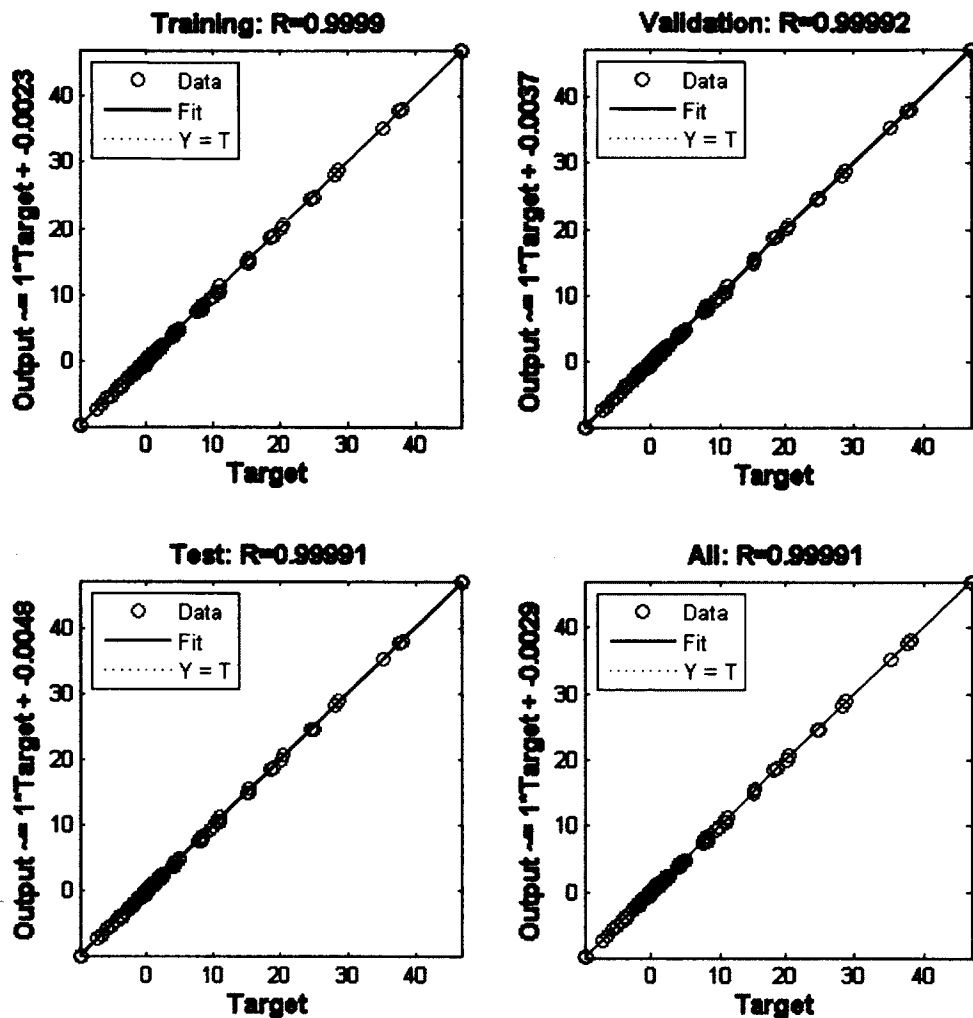 Training: R=0.9999
Output ~= 1*Target + -0.0023
Data
Fit
Y = T
40
30
20
10
0
0 10 20 30 40
Target
Validation: R=0.99992
Output ~= 1*Target + -0.0037
Data
Fit
Y = T
40
30
20
10
0
0 10 20 30 40
Target
Test: R=0.99991
Output ~= 1*Target + -0.0048
Data
Fit
Y = T
40
30
20
10
0
0 10 20 30 40
Target
All: R=0.99991
Output ~= 1*Target + -0.0029
Data
Fit
Y = T
40
30
20
10
0
0 10 20 30 40
Target